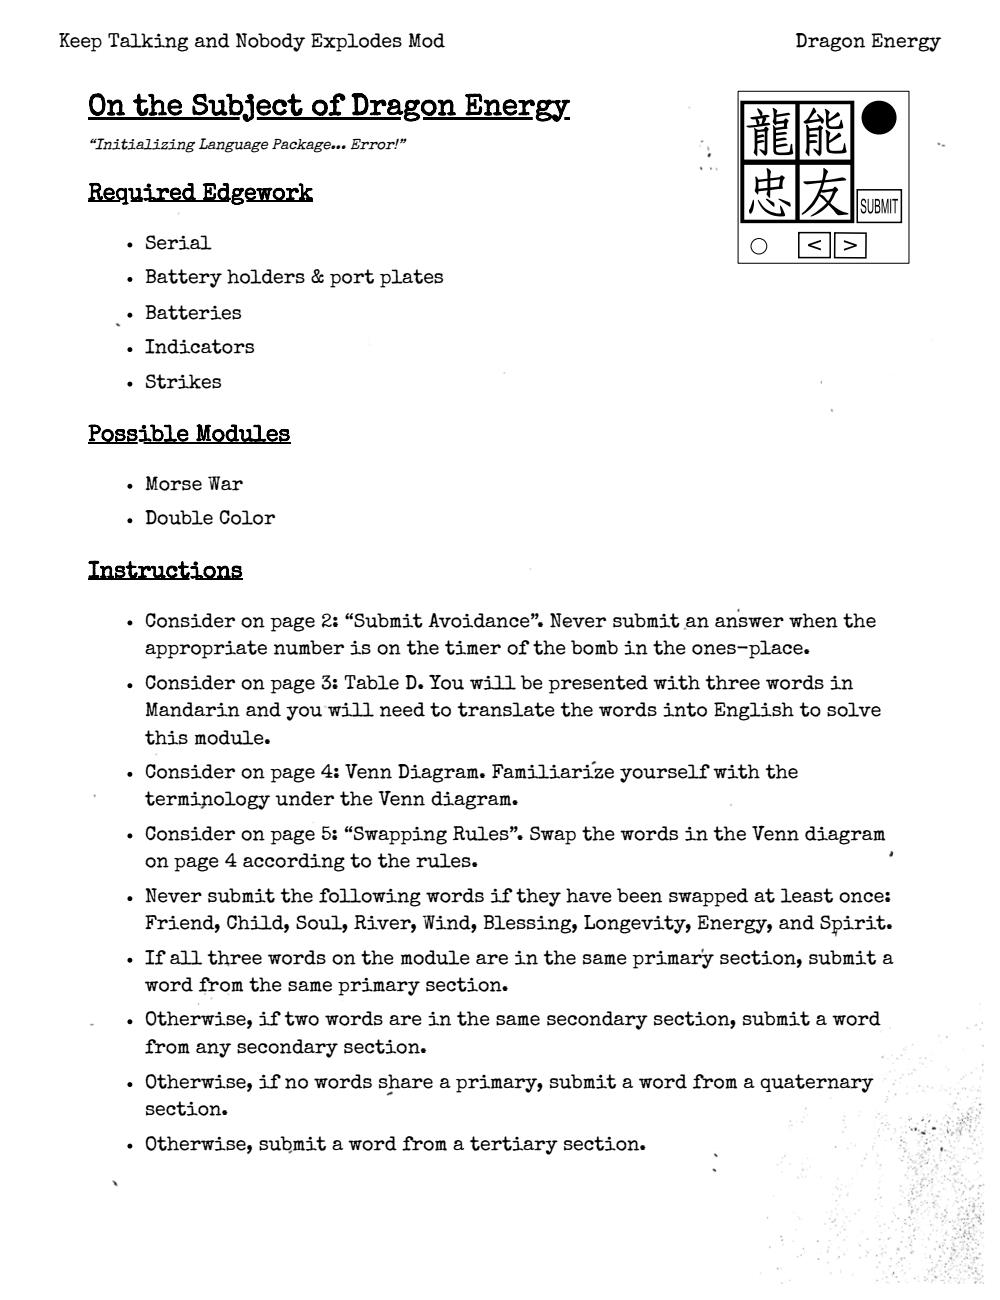 Keep Talking and Nobody Explodes Mod
Dragon Energy
On the Subject of Dragon Energy
“Initializing Language Package... Error!”
龍能
忠友
SUBMIT
< >
Required Edgework
• Serial
• Battery holders & port plates
• Batteries
• Indicators
• Strikes
Possible Modules
• Morse War
• Double Color
Instructions
• Consider on page 2: “Submit Avoidance”. Never submit an answer when the
appropriate number is on the timer of the bomb in the ones-place.
• Consider on page 3: Table D. You will be presented with three words in
Mandarin and you will need to translate the words into English to solve
this module.
• Consider on page 4: Venn Diagram. Familiarize yourself with the
terminology under the Venn diagram.
• Consider on page 5: “Swapping Rules”. Swap the words in the Venn diagram
on page 4 according to the rules.
• Never submit the following words if they have been swapped at least once:
Friend, Child, Soul, River, Wind, Blessing, Longevity, Energy, and Spirit.
• If all three words on the module are in the same primary section, submit a
word from the same primary section.
• Otherwise, if two words are in the same secondary section, submit a word
from any secondary section.
• Otherwise, if no words share a primary, submit a word from a quaternary
section.
• Otherwise, submit a word from a tertiary section.